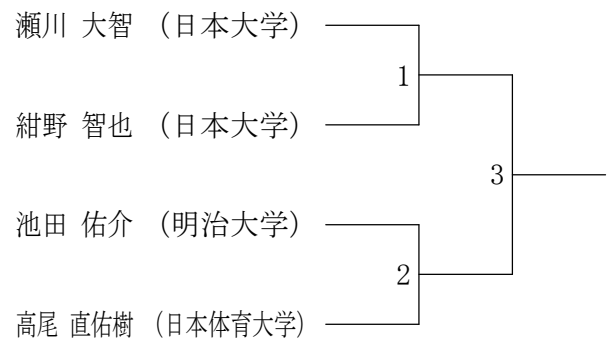 瀬川 大智 （日本大学）
1
紺野 智也 （日本大学）
3
池田 佑介 （明治大学）
2
高尾 直佑樹 （日本体育大学）